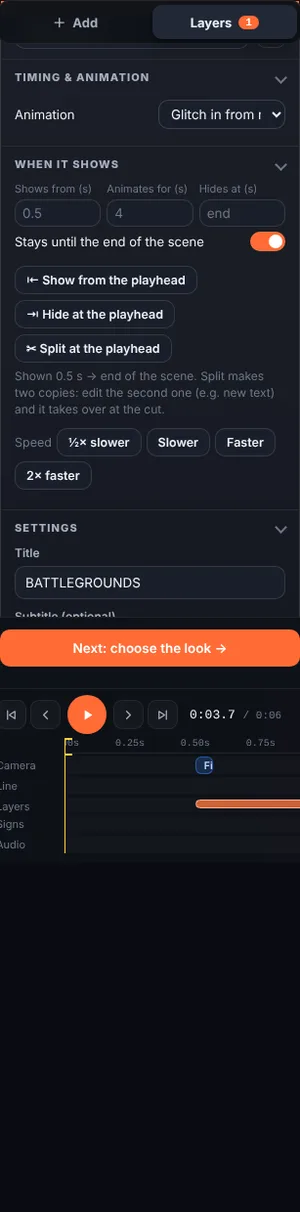 + Add
Layers 1
TIMING & ANIMATION
Animation
Glitch in from r
WHEN IT SHOWS
Shows from (s) Animates for (s) Hides at (s)
0.5 4 end
Stays until the end of the scene
⇤ Show from the playhead
⇥ Hide at the playhead
✂ Split at the playhead
Shown 0.5 s → end of the scene. Split makes
two copies: edit the second one (e.g. new text)
and it takes over at the cut.
Speed ½× slower Slower Faster
2× faster
SETTINGS
Title
BATTLEGROUNDS
Subtitle (optional)
Next: choose the look →
0:03.7 / 0:06
0.25s 0.50s 0.75s
Camera
Fi
Line
Layers
Signs
Audio